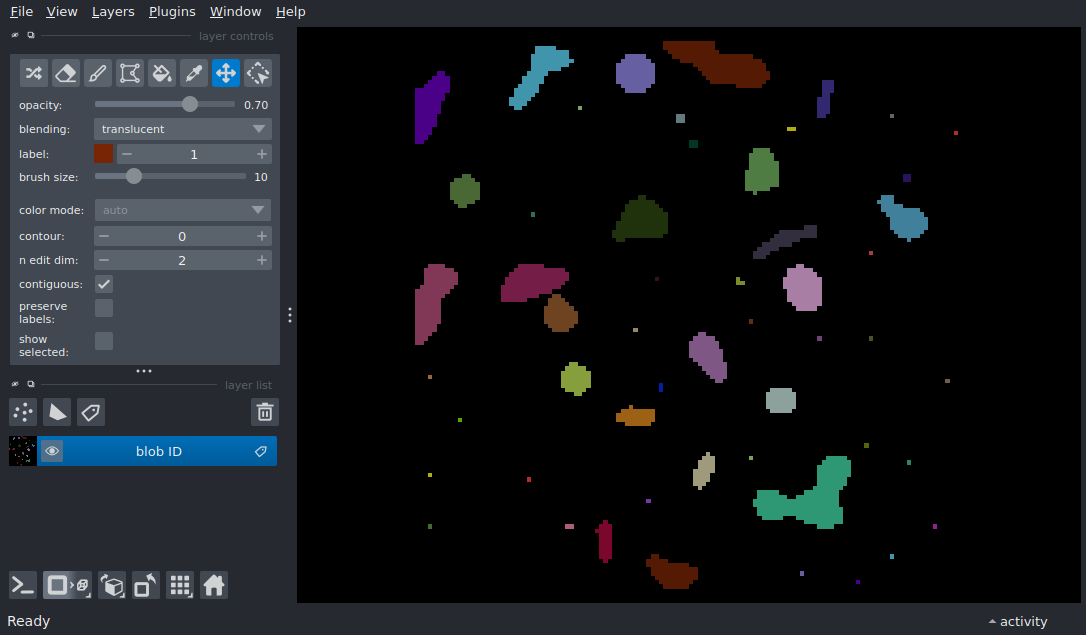 File View Layers Plugins Window Help
layer controls
opacity: 0.70
blending: translucent
label: 1
brush size: 10
color mode: auto
contour: 0
n edit dim: 2
contiguous:
preserve
labels:
show
selected:
layer list
blob ID
Ready
activity